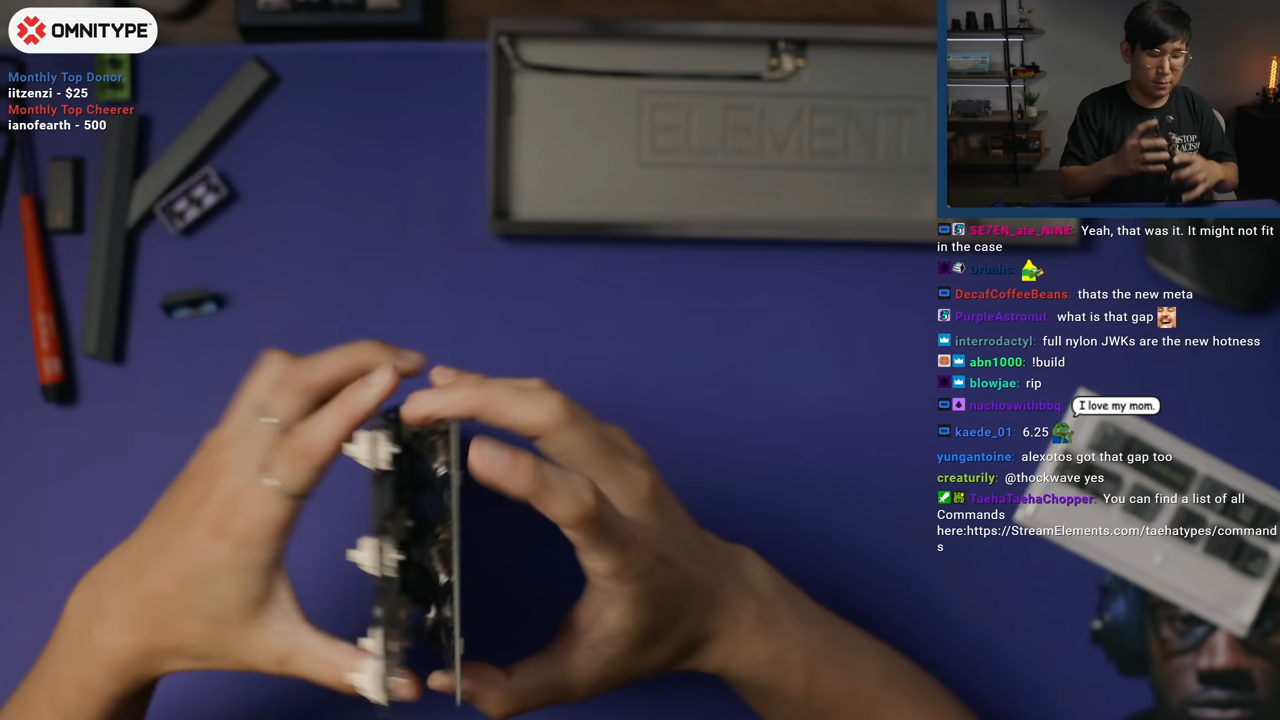 OMNITYPE
Monthly Top Donor
iitzenzi - $25
Monthly Top Cheerer
ianofearth - 500
ELEMENT
STOP
RACISM
SE7EN_ate_NINE: Yeah, that was it. It might not fit
in the case
Druahs:
DecafCoffeeBeans: thats the new meta
PurpleAstronut: what is that gap
interrodactyl: full nylon JWKs are the new hotness
abn1000: !build
blowjae: rip
nachoswithbbq: I love my mom.
kaede_01: 6.25
yungantoine: alexotos got that gap too
creaturily: @thockwave yes
TaehaTaehaChopper: You can find a list of all
Commands
here:https://StreamElements.com/taehatypes/command
s